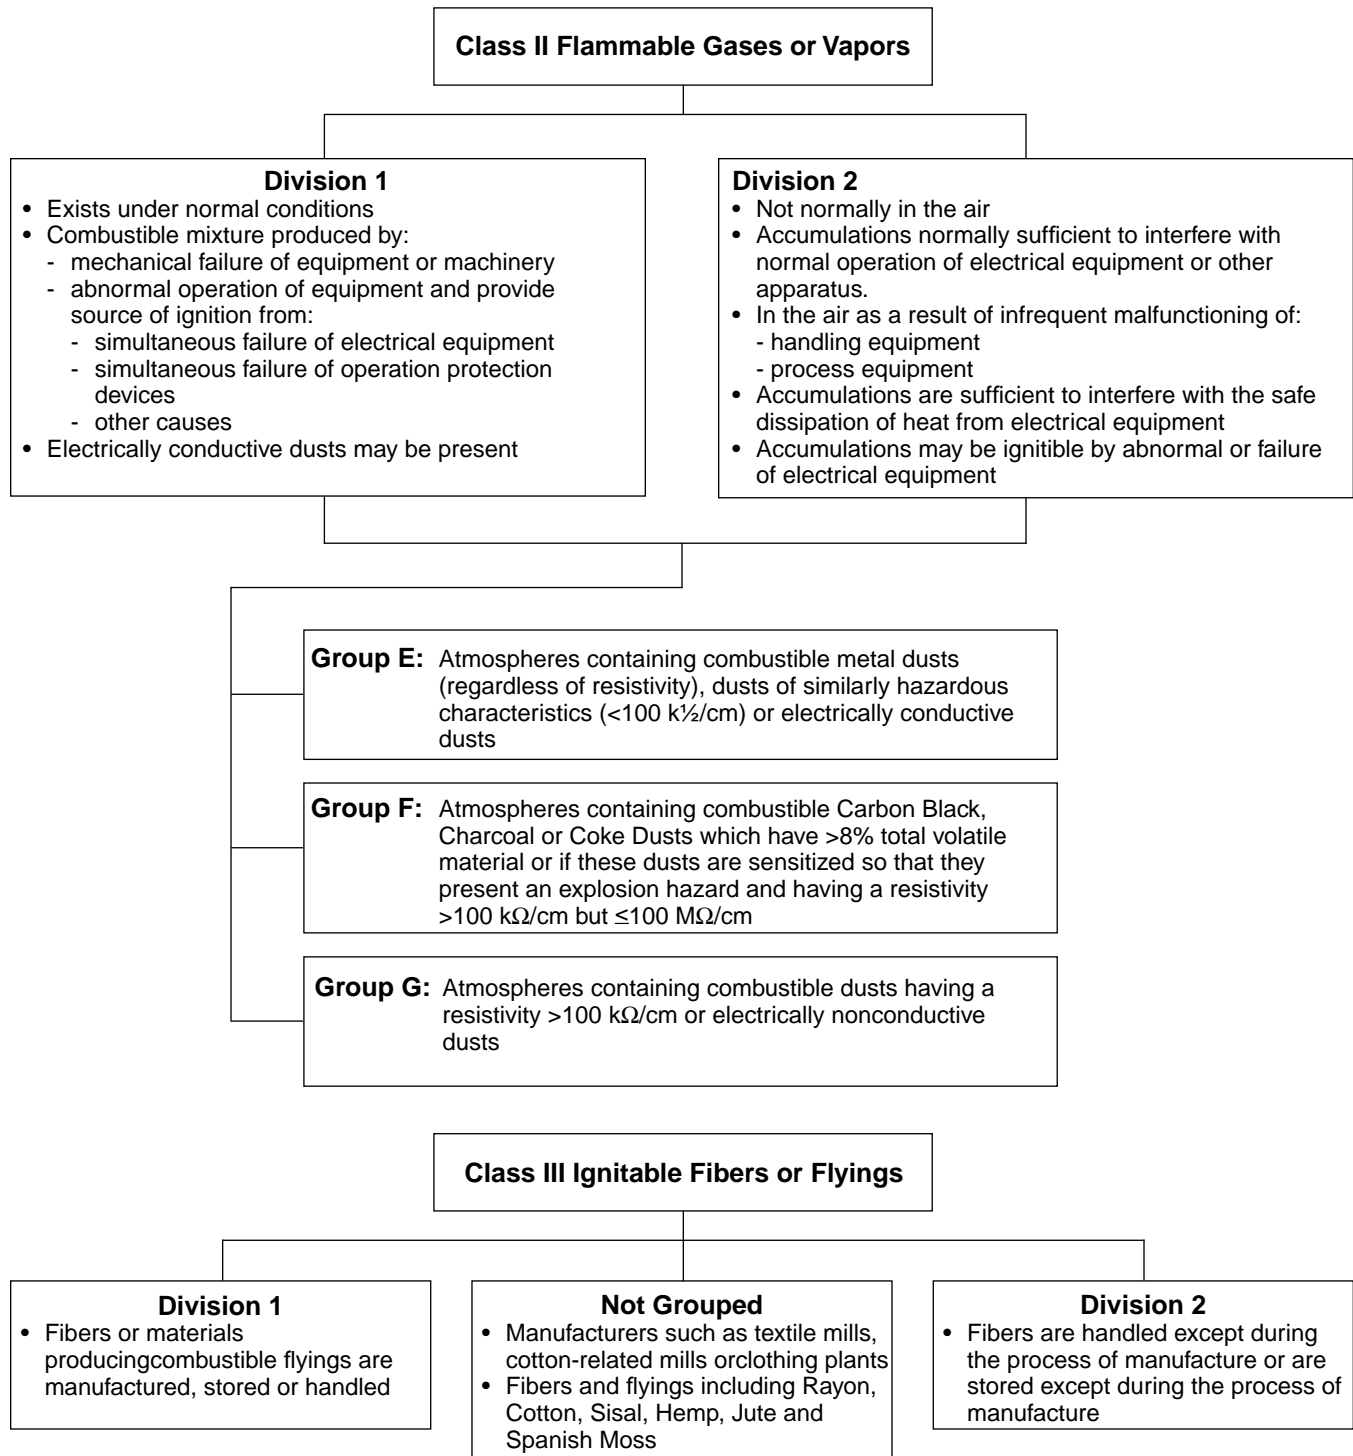 Class II Flammable Gases or Vapors
Division 1
• Exists under normal conditions
• Combustible mixture produced by:
- mechanical failure of equipment or machinery
- abnormal operation of equipment and provide
source of ignition from:
- simultaneous failure of electrical equipment
- simultaneous failure of operation protection
devices
- other causes
• Electrically conductive dusts may be present
Division 2
• Not normally in the air
• Accumulations normally sufficient to interfere with
normal operation of electrical equipment or other
apparatus.
• In the air as a result of infrequent malfunctioning of:
- handling equipment
- process equipment
• Accumulations are sufficient to interfere with the safe
dissipation of heat from electrical equipment
• Accumulations may be ignitible by abnormal or failure
of electrical equipment
Group E: Atmospheres containing combustible metal dusts
(regardless of resistivity), dusts of similarly hazardous
characteristics (<100 k½/cm) or electrically conductive
dusts
Group F: Atmospheres containing combustible Carbon Black,
Charcoal or Coke Dusts which have >8% total volatile
material or if these dusts are sensitized so that they
present an explosion hazard and having a resistivity
>100 kΩ/cm but ≤100 MΩ/cm
Group G: Atmospheres containing combustible dusts having a
resistivity >100 kΩ/cm or electrically nonconductive
dusts
Class III Ignitable Fibers or Flyings
Division 1
• Fibers or materials
producingcombustible flyings are
manufactured, stored or handled
Not Grouped
• Manufacturers such as textile mills,
cotton-related mills orclothing plants
• Fibers and flyings including Rayon,
Cotton, Sisal, Hemp, Jute and
Spanish Moss
Division 2
• Fibers are handled except during
the process of manufacture or are
stored except during the process of
manufacture